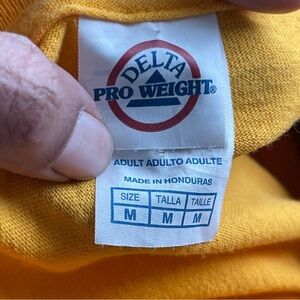 DELTA
PRO WEIGHT®
ADULT ADULTO ADULTE
MADE IN HONDURAS
SIZE TALLA TAILLE
M M M